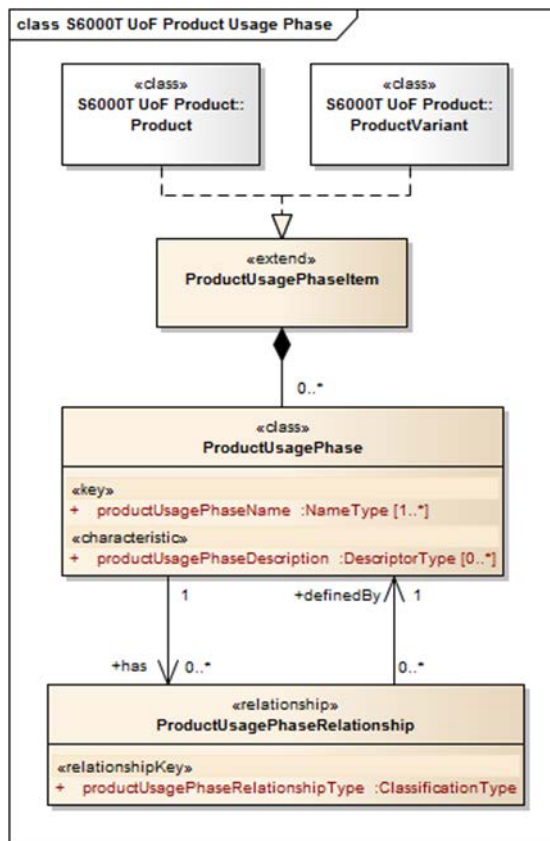 class S6000T UoF Product Usage Phase
«class»
S6000T UoF Product::
Product
«class»
S6000T UoF Product::
ProductVariant
«extend»
ProductUsagePhaseItem
0..*
«class»
ProductUsagePhase
«key»
+ productUsagePhaseName :NameType [1..*]
«characteristic»
+ productUsagePhaseDescription :DescriptorType [0..*]
1
+definedBy
1
+has
0..*
0..*
«relationship»
ProductUsagePhaseRelationship
«relationshipKey»
+ productUsagePhaseRelationshipType :ClassificationType